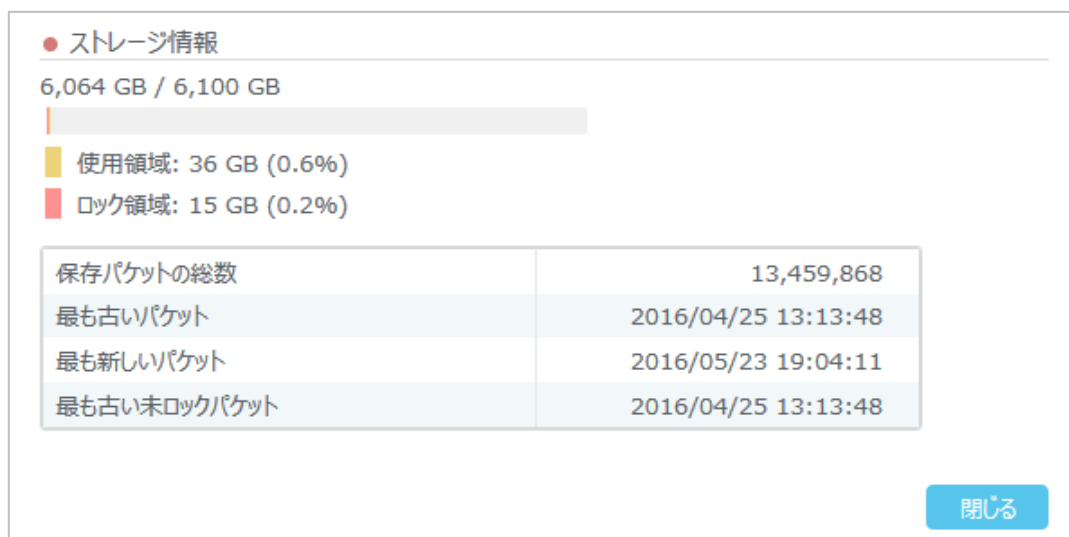 ストレージ情報
6,064 GB / 6,100 GB
使用領域: 36 GB (0.6%)
ロック領域: 15 GB (0.2%)
保存パケットの総数 13,459,868
最も古いパケット 2016/04/25 13:13:48
最も新しいパケット 2016/05/23 19:04:11
最も古い未ロックパケット 2016/04/25 13:13:48
閉じる